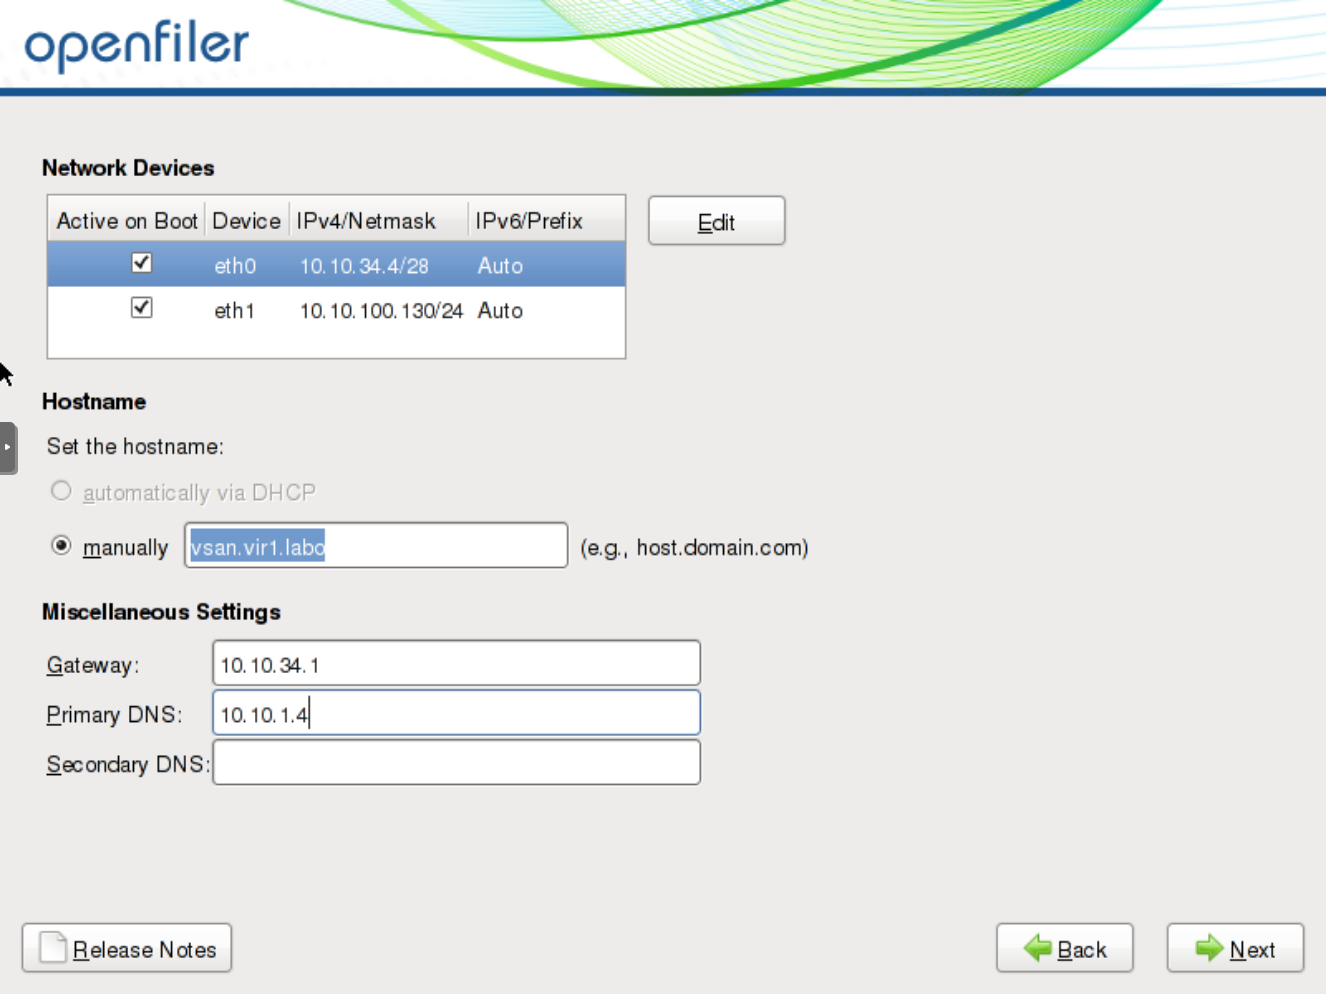 openfiler
Network Devices
Active on Boot Device IPv4/Netmask IPv6/Prefix
Edit
eth0 10.10.34.4/28 Auto
eth1 10.10.100.130/24 Auto
Hostname
Set the hostname:
automatically via DHCP
manually vsan.vir1.labo (e.g., host.domain.com)
Miscellaneous Settings
Gateway: 10.10.34.1
Primary DNS: 10.10.1.4
Secondary DNS:
Release Notes
Back
Next